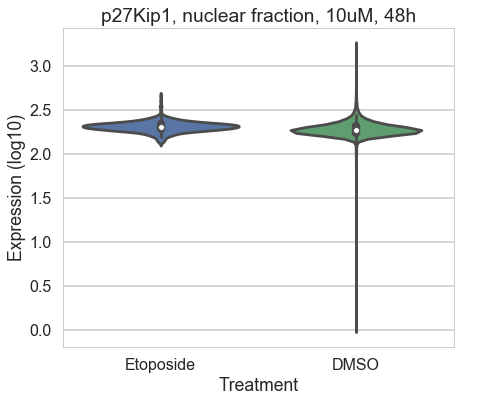 p27Kip1, nuclear fraction, 10uM, 48h
Expression (log10)
3.0
2.5
2.0
1.5
1.0
0.5
0.0
Etoposide
DMSO
Treatment